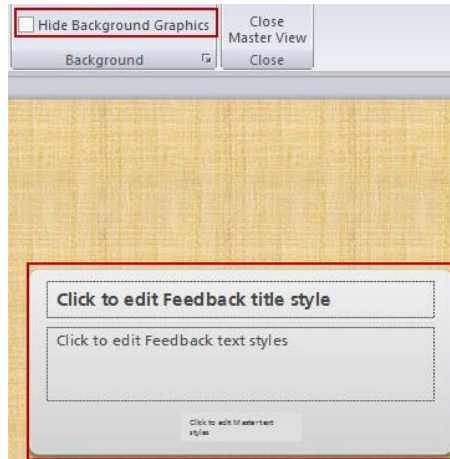 Hide Background Graphics
Close
Master View
Background
Close
Click to edit Feedback title style
Click to edit Feedback text styles
Click to edit Master text
styles